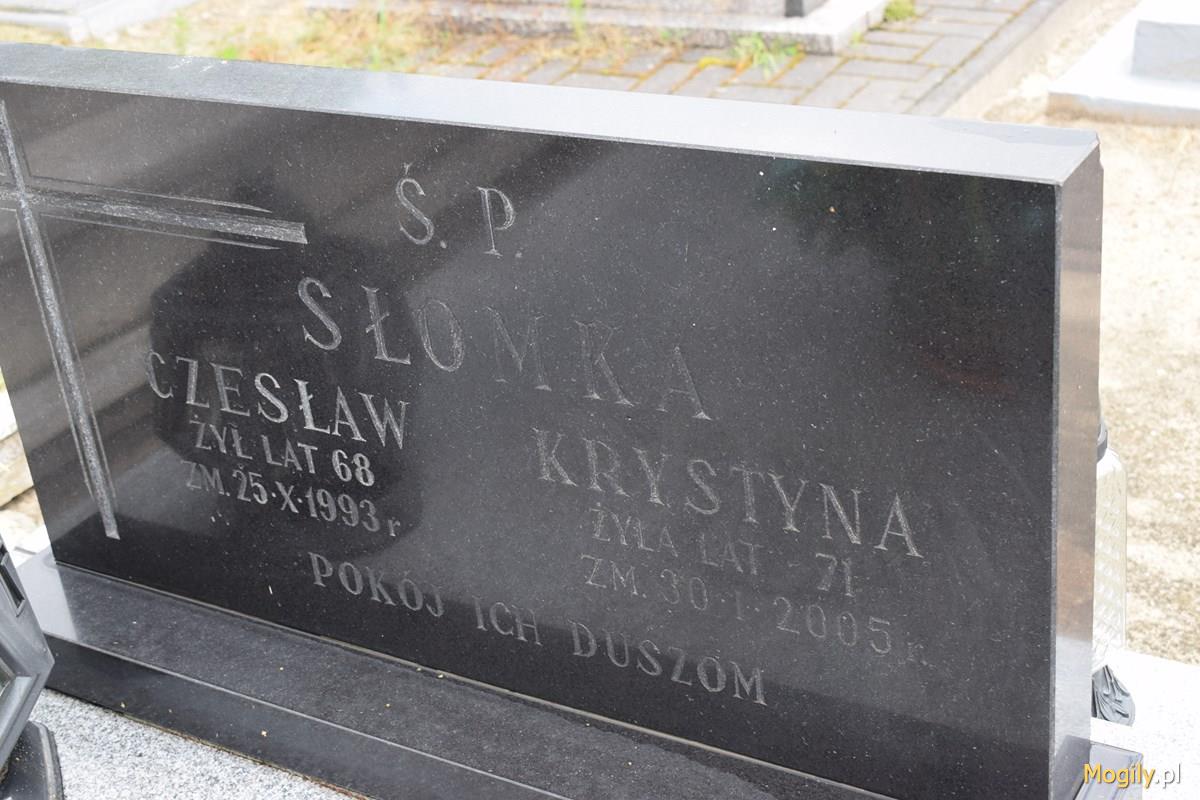 Ś. P.
SŁOMKA
CZESŁAW
ŻYŁ LAT 68
ZM. 25·X·1993 r
KRYSTYNA
ŻYŁA LAT 71
ZM. 30·I·2005 r.
POKÓJ ICH DUSZOM
Mogily.pl